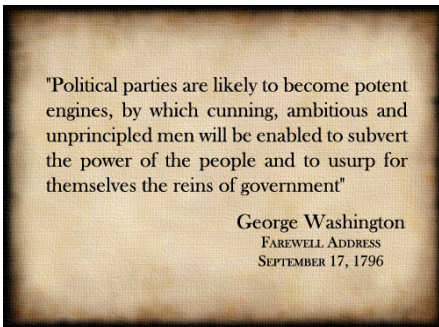 "Political parties are likely to become potent
engines, by which cunning, ambitious and
unprincipled men will be enabled to subvert
the power of the people and to usurp for
themselves the reins of government"
George Washington
Farewell Address
September 17, 1796